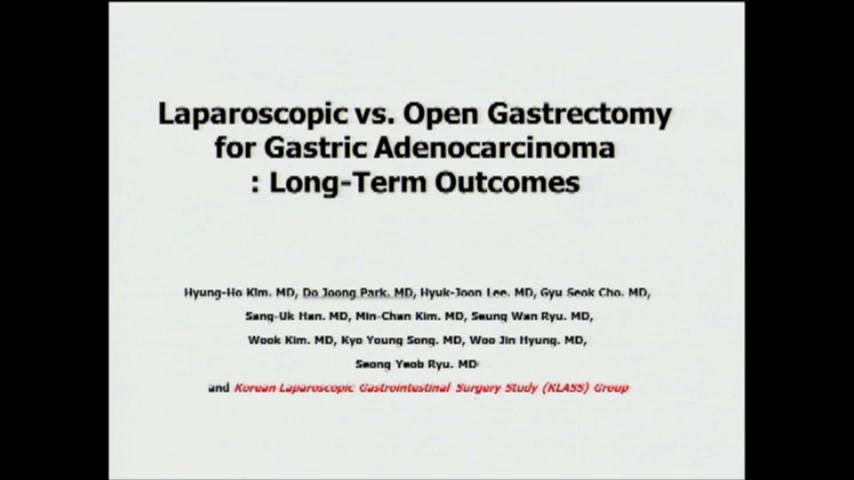 Laparoscopic vs. Open Gastrectomy
for Gastric Adenocarcinoma
: Long-Term Outcomes
Hyung-Ho Kim. MD, Do Joong Park. MD, Hyuk-Joon Lee. MD, Gyu Seok Cho. MD,
Sang-Uk Han. MD, Min-Chan Kim. MD, Seung Wan Ryu. MD,
Wook Kim. MD, Kyo Young Song. MD, Woo Jin Hyung. MD,
Seong Yeob Ryu. MD
and Korean Laparoscopic Gastrointestinal Surgery Study (KLASS) Group